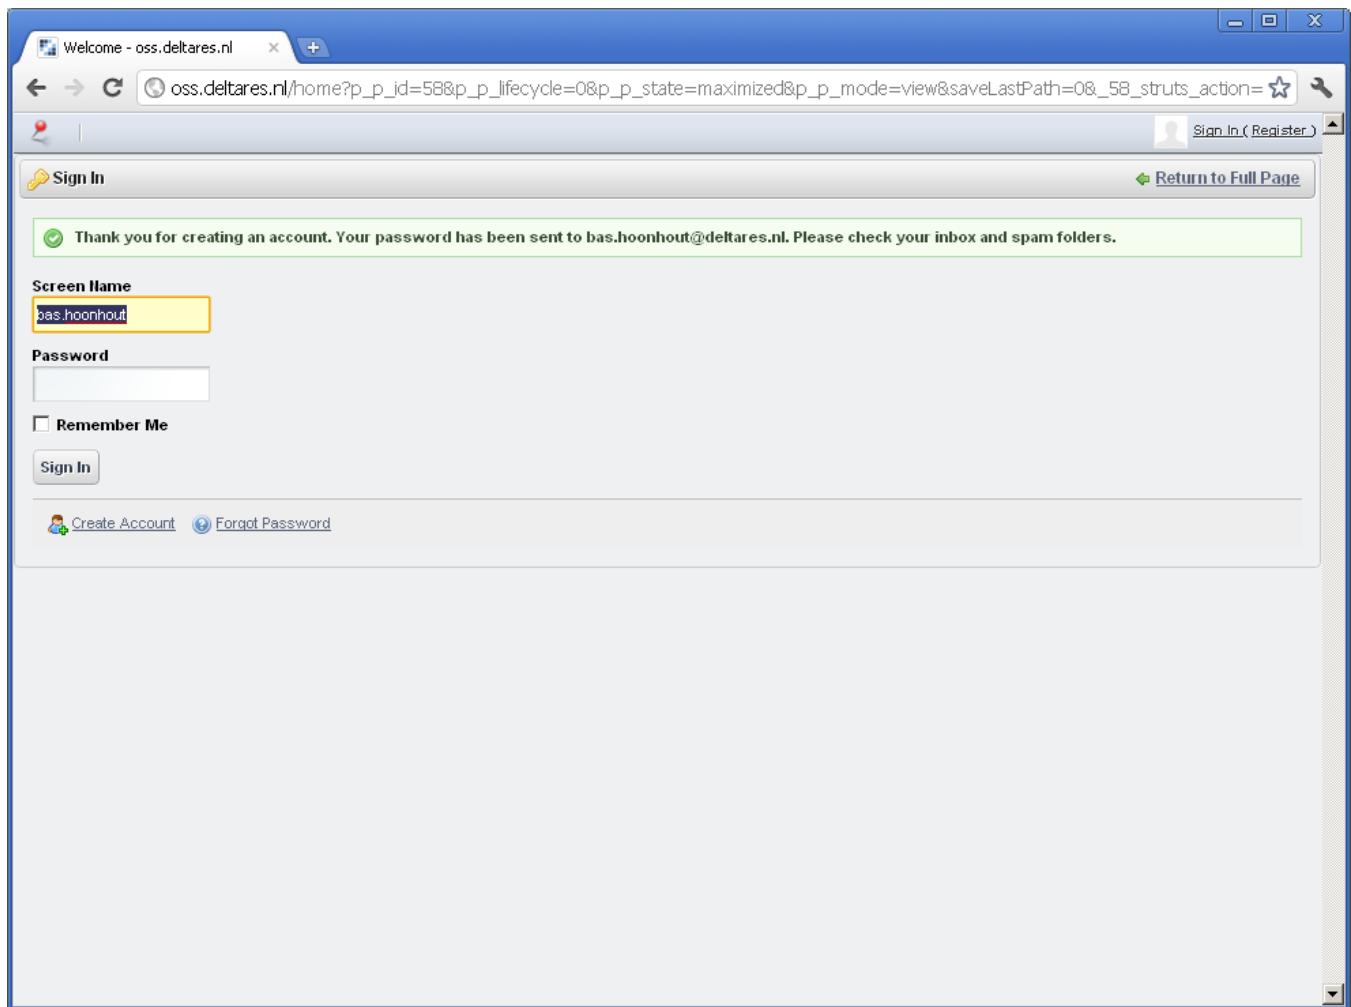 Welcome - oss.deltares.nl
oss.deltares.nl/home?p_p_id=58&p_p_lifecycle=0&p_p_state=maximized&p_p_mode=view&saveLastPath=0&_58_struts_action=
Sign In ( Register )
Sign In
Return to Full Page
Thank you for creating an account. Your password has been sent to bas.hoonhout@deltares.nl. Please check your inbox and spam folders.
Screen Name
bas.hoonhout
Password
Remember Me
Sign In
Create Account Forgot Password